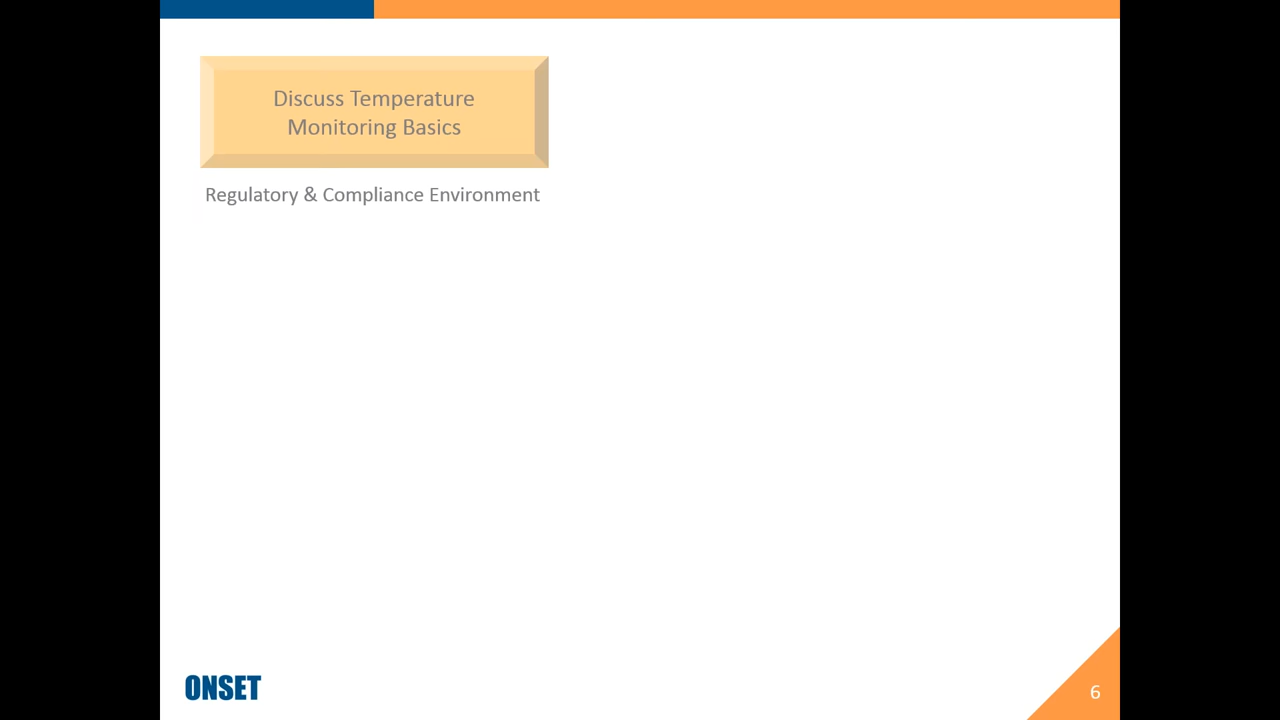 Discuss Temperature
Monitoring Basics
Regulatory & Compliance Environment
ONSET
6